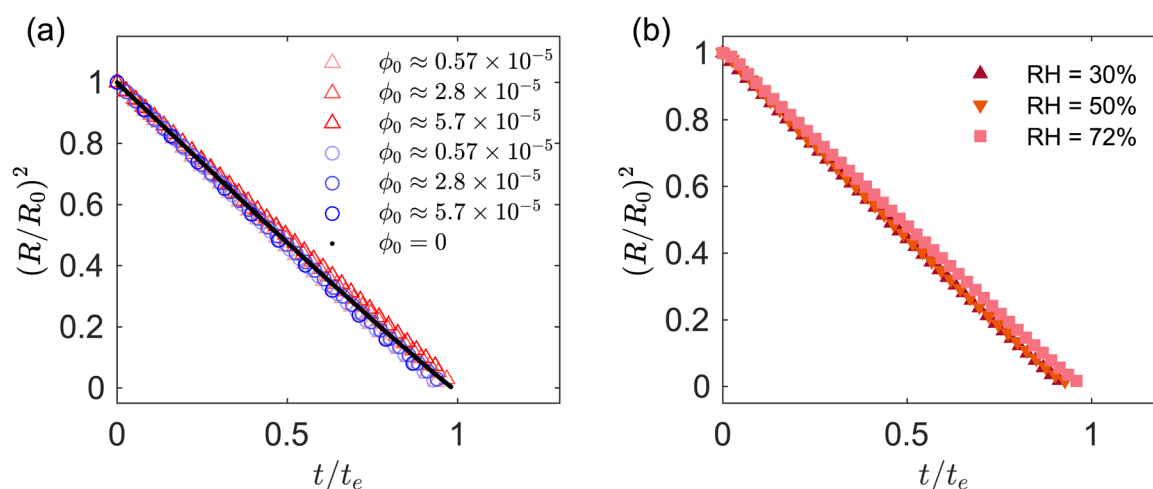 (a)
ϕ₀ ≈ 0.57 × 10⁻⁵
ϕ₀ ≈ 2.8 × 10⁻⁵
ϕ₀ ≈ 5.7 × 10⁻⁵
ϕ₀ ≈ 0.57 × 10⁻⁵
ϕ₀ ≈ 2.8 × 10⁻⁵
ϕ₀ ≈ 5.7 × 10⁻⁵
ϕ₀ = 0
(R/R₀)²
1
0.8
0.6
0.4
0.2
0
0
0.5
1
t/tₑ
(b)
RH = 30%
RH = 50%
RH = 72%
(R/R₀)²
1
0.8
0.6
0.4
0.2
0
0
0.5
1
t/tₑ